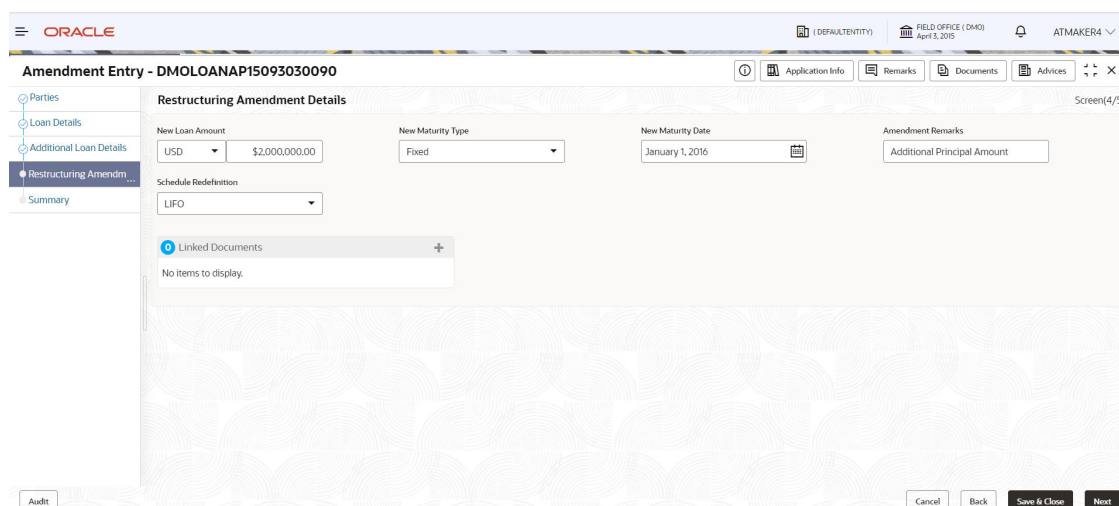 ORACLE
( DEFAULTENTITY)
FIELD OFFICE ( DMO)
April 3, 2015
ATMAKER4
Amendment Entry - DMOLOANAP15093030090
Application Info
Remarks
Documents
Advices
Parties
Loan Details
Additional Loan Details
Restructuring Amendm...
Summary
Restructuring Amendment Details
Screen(4/5
New Loan Amount
New Maturity Type
New Maturity Date
Amendment Remarks
USD
$2,000,000.00
Fixed
January 1, 2016
Additional Principal Amount
Schedule Redefinition
LIFO
0 Linked Documents
No items to display.
Audit
Cancel
Back
Save & Close
Next